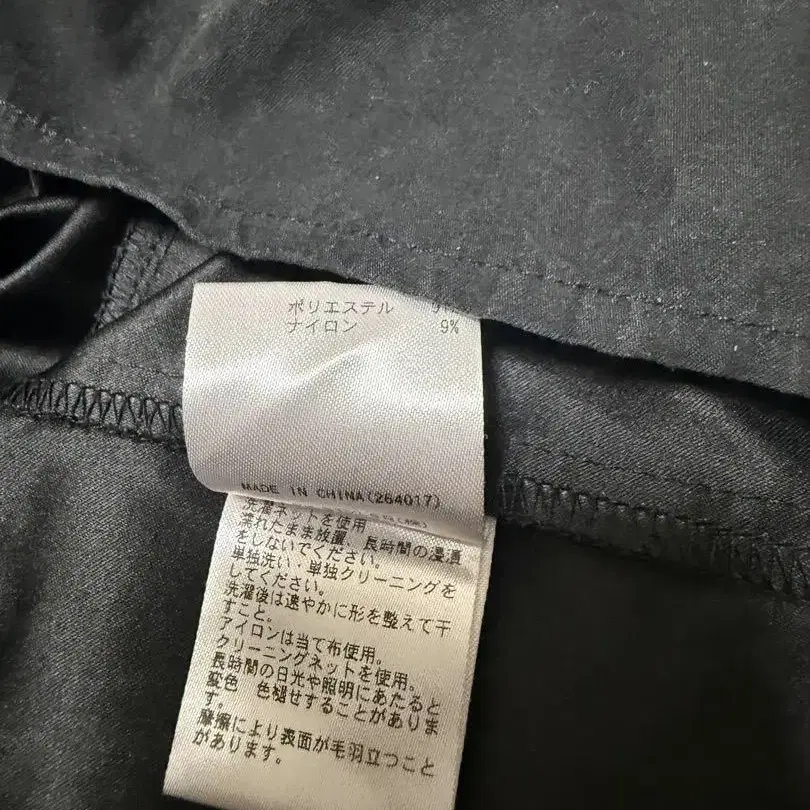 ポリエステル
ナイロン 9%
MADE IN CHINA(264017)
洗濯ネットを使用
濡れたまま放置、長時間の浸漬
をしないでください。
単独洗い・単独クリーニングを
してください。
洗濯後は速やかに形を整えて干
すこと。
アイロンは当て布使用。
クリーニングネットを使用。
長時間の日光や照明にあたると
変色 色褪せすることがありま
す。
摩擦により表面が毛羽立つこと
があります。